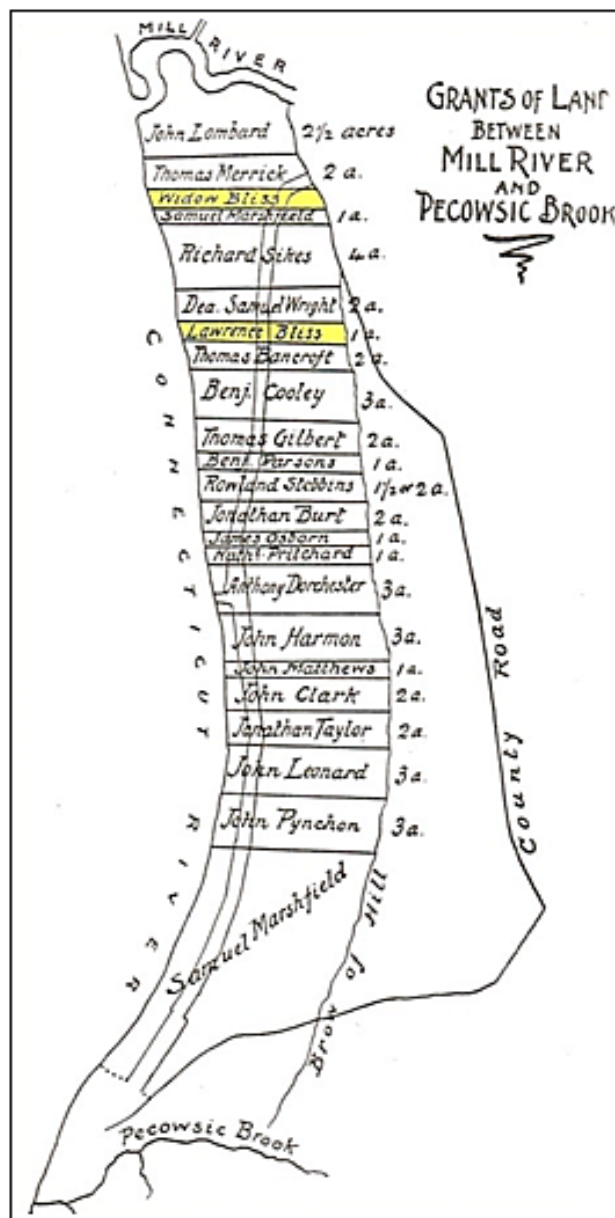 MILL RIVER
GRANTS OF LAND
BETWEEN
MILL RIVER
AND
PECOWSIC BROOK
John Lombard 2½ acres
Thomas Merrick 2 a.
Widow Bliss
Samuel Marshfield 1 a.
Richard Sikes 4 a.
Dea. Samuel Wright 2 a.
Lawrence Bliss 1 a.
Thomas Bancroft 2 a.
Benj. Cooley 3 a.
Thomas Gilbert 2 a.
Benj. Parsons 1 a.
Rowland Stebbins 1½ or 2 a.
Jonathan Burt 2 a.
James Osborn 1 a.
Nathl. Pritchard 1 a.
Anthony Dorchester 3 a.
John Harmon 3 a.
John Matthews 1 a.
John Clark 2 a.
Jonathan Taylor 2 a.
John Leonard 3 a.
John Pynchon 3 a.
Samuel Marshfield
CONNECTICUT RIVER
County Road
Brow of Hill
Pecowsic Brook